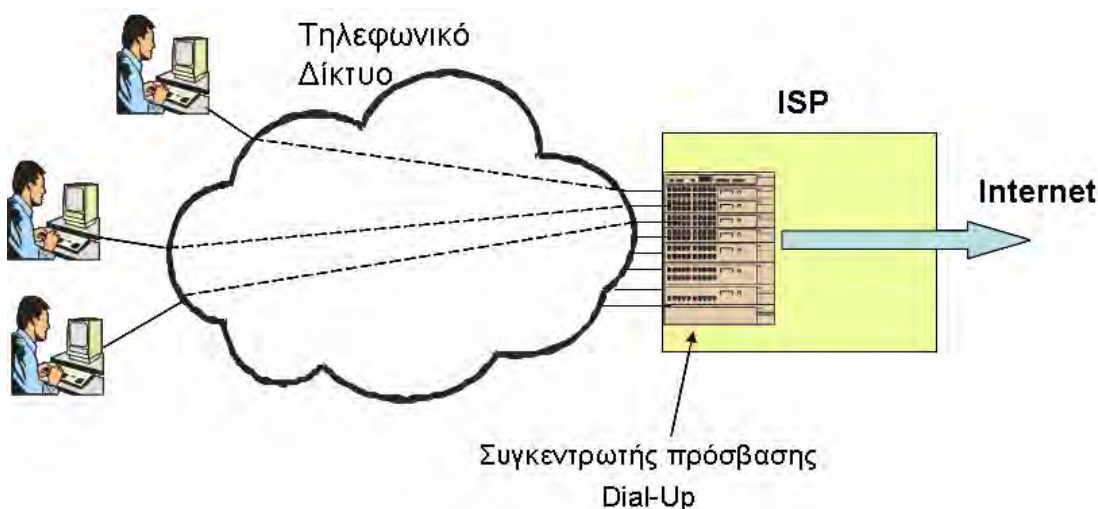 Τηλεφωνικό
Δίκτυο
ISP
Internet
Συγκεντρωτής πρόσβασης
Dial-Up